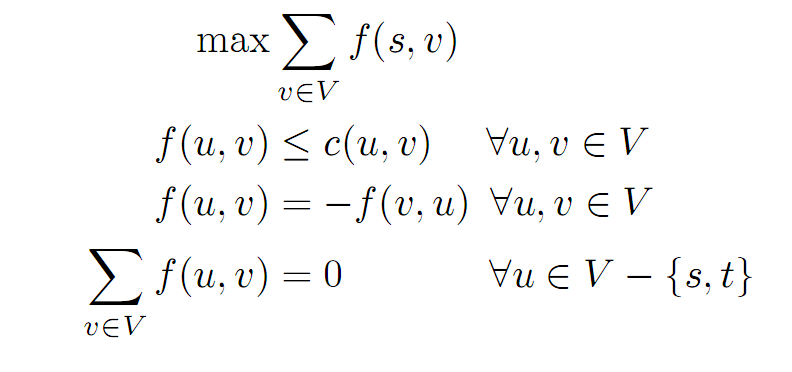 max ∑_{v∈V} f(s, v)
f(u, v) ≤ c(u, v) ∀u, v ∈ V
f(u, v) = −f(v, u) ∀u, v ∈ V
∑_{v∈V} f(u, v) = 0 ∀u ∈ V − {s, t}